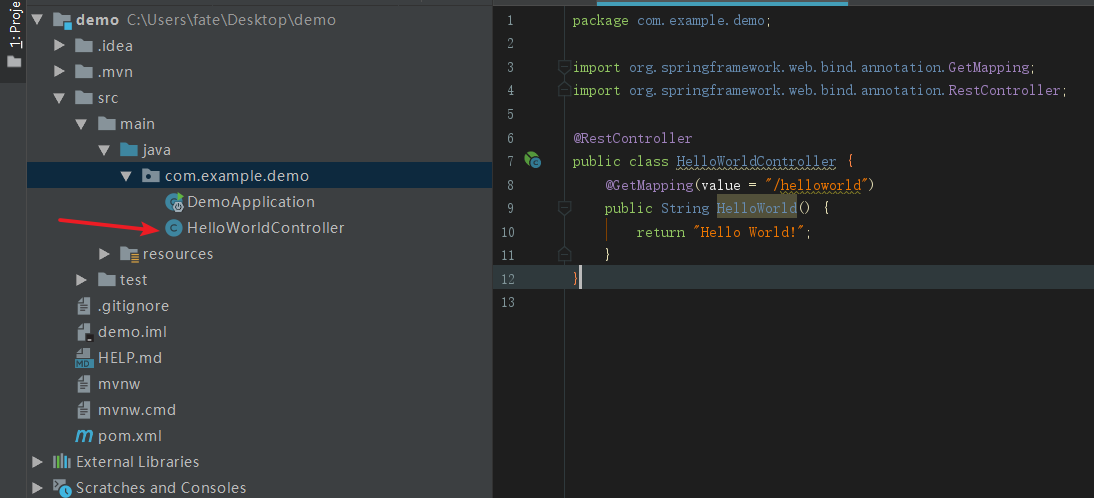 1: Proje
demo C:\Users\fate\Desktop\demo
.idea
.mvn
src
main
java
com.example.demo
DemoApplication
HelloWorldController
resources
test
.gitignore
demo.iml
HELP.md
mvnw
mvnw.cmd
pom.xml
External Libraries
Scratches and Consoles
1 package com.example.demo;
2
3 import org.springframework.web.bind.annotation.GetMapping;
4 import org.springframework.web.bind.annotation.RestController;
5
6 @RestController
7 public class HelloWorldController {
8 @GetMapping(value = "/helloworld")
9 public String HelloWorld() {
10 return "Hello World!";
11 }
12 }
13